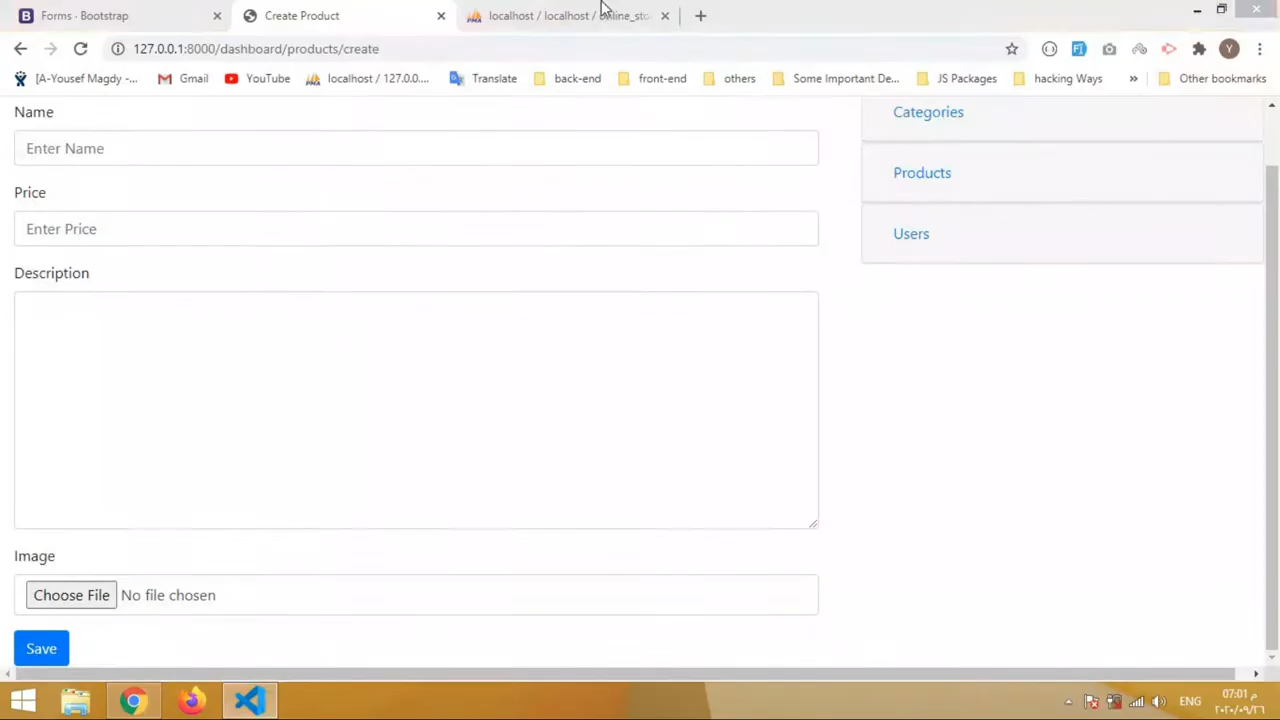 Forms · Bootstrap
Create Product
localhost / localhost / online_sto
127.0.0.1:8000/dashboard/products/create
[A-Yousef Magdy -...
Gmail
YouTube
localhost / 127.0.0....
Translate
back-end
front-end
others
Some Important De...
JS Packages
hacking Ways
»
Other bookmarks
Y
Name
Enter Name
Price
Enter Price
Description
Image
Choose File No file chosen
Save
Categories
Products
Users
ENG
07:01 م
٢٠٢٠/٠٩/٢٦